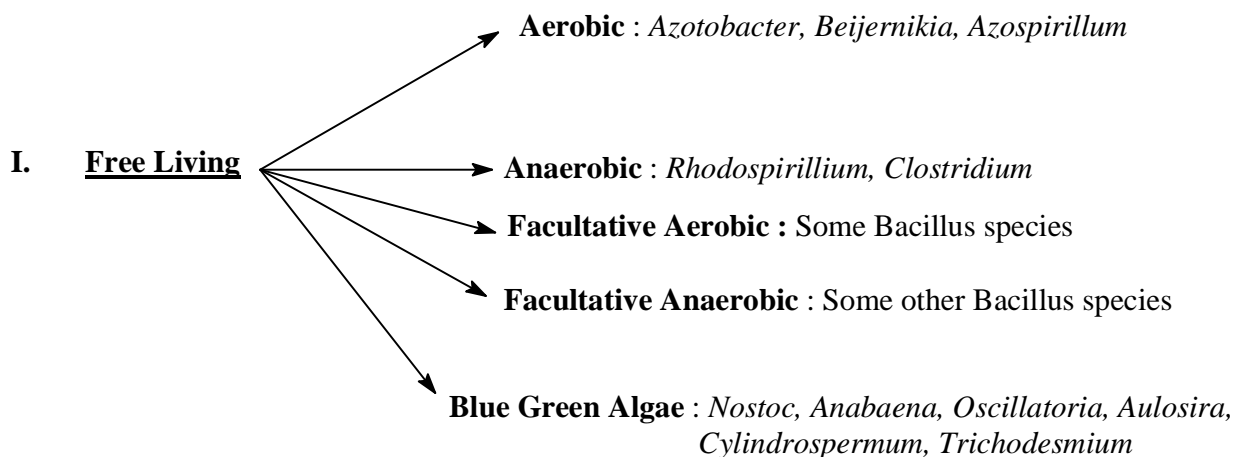 Aerobic : Azotobacter, Beijernikia, Azospirillum
I. Free Living
Anaerobic : Rhodospirillium, Clostridium
Facultative Aerobic : Some Bacillus species
Facultative Anaerobic : Some other Bacillus species
Blue Green Algae : Nostoc, Anabaena, Oscillatoria, Aulosira,
Cylindrospermum, Trichodesmium